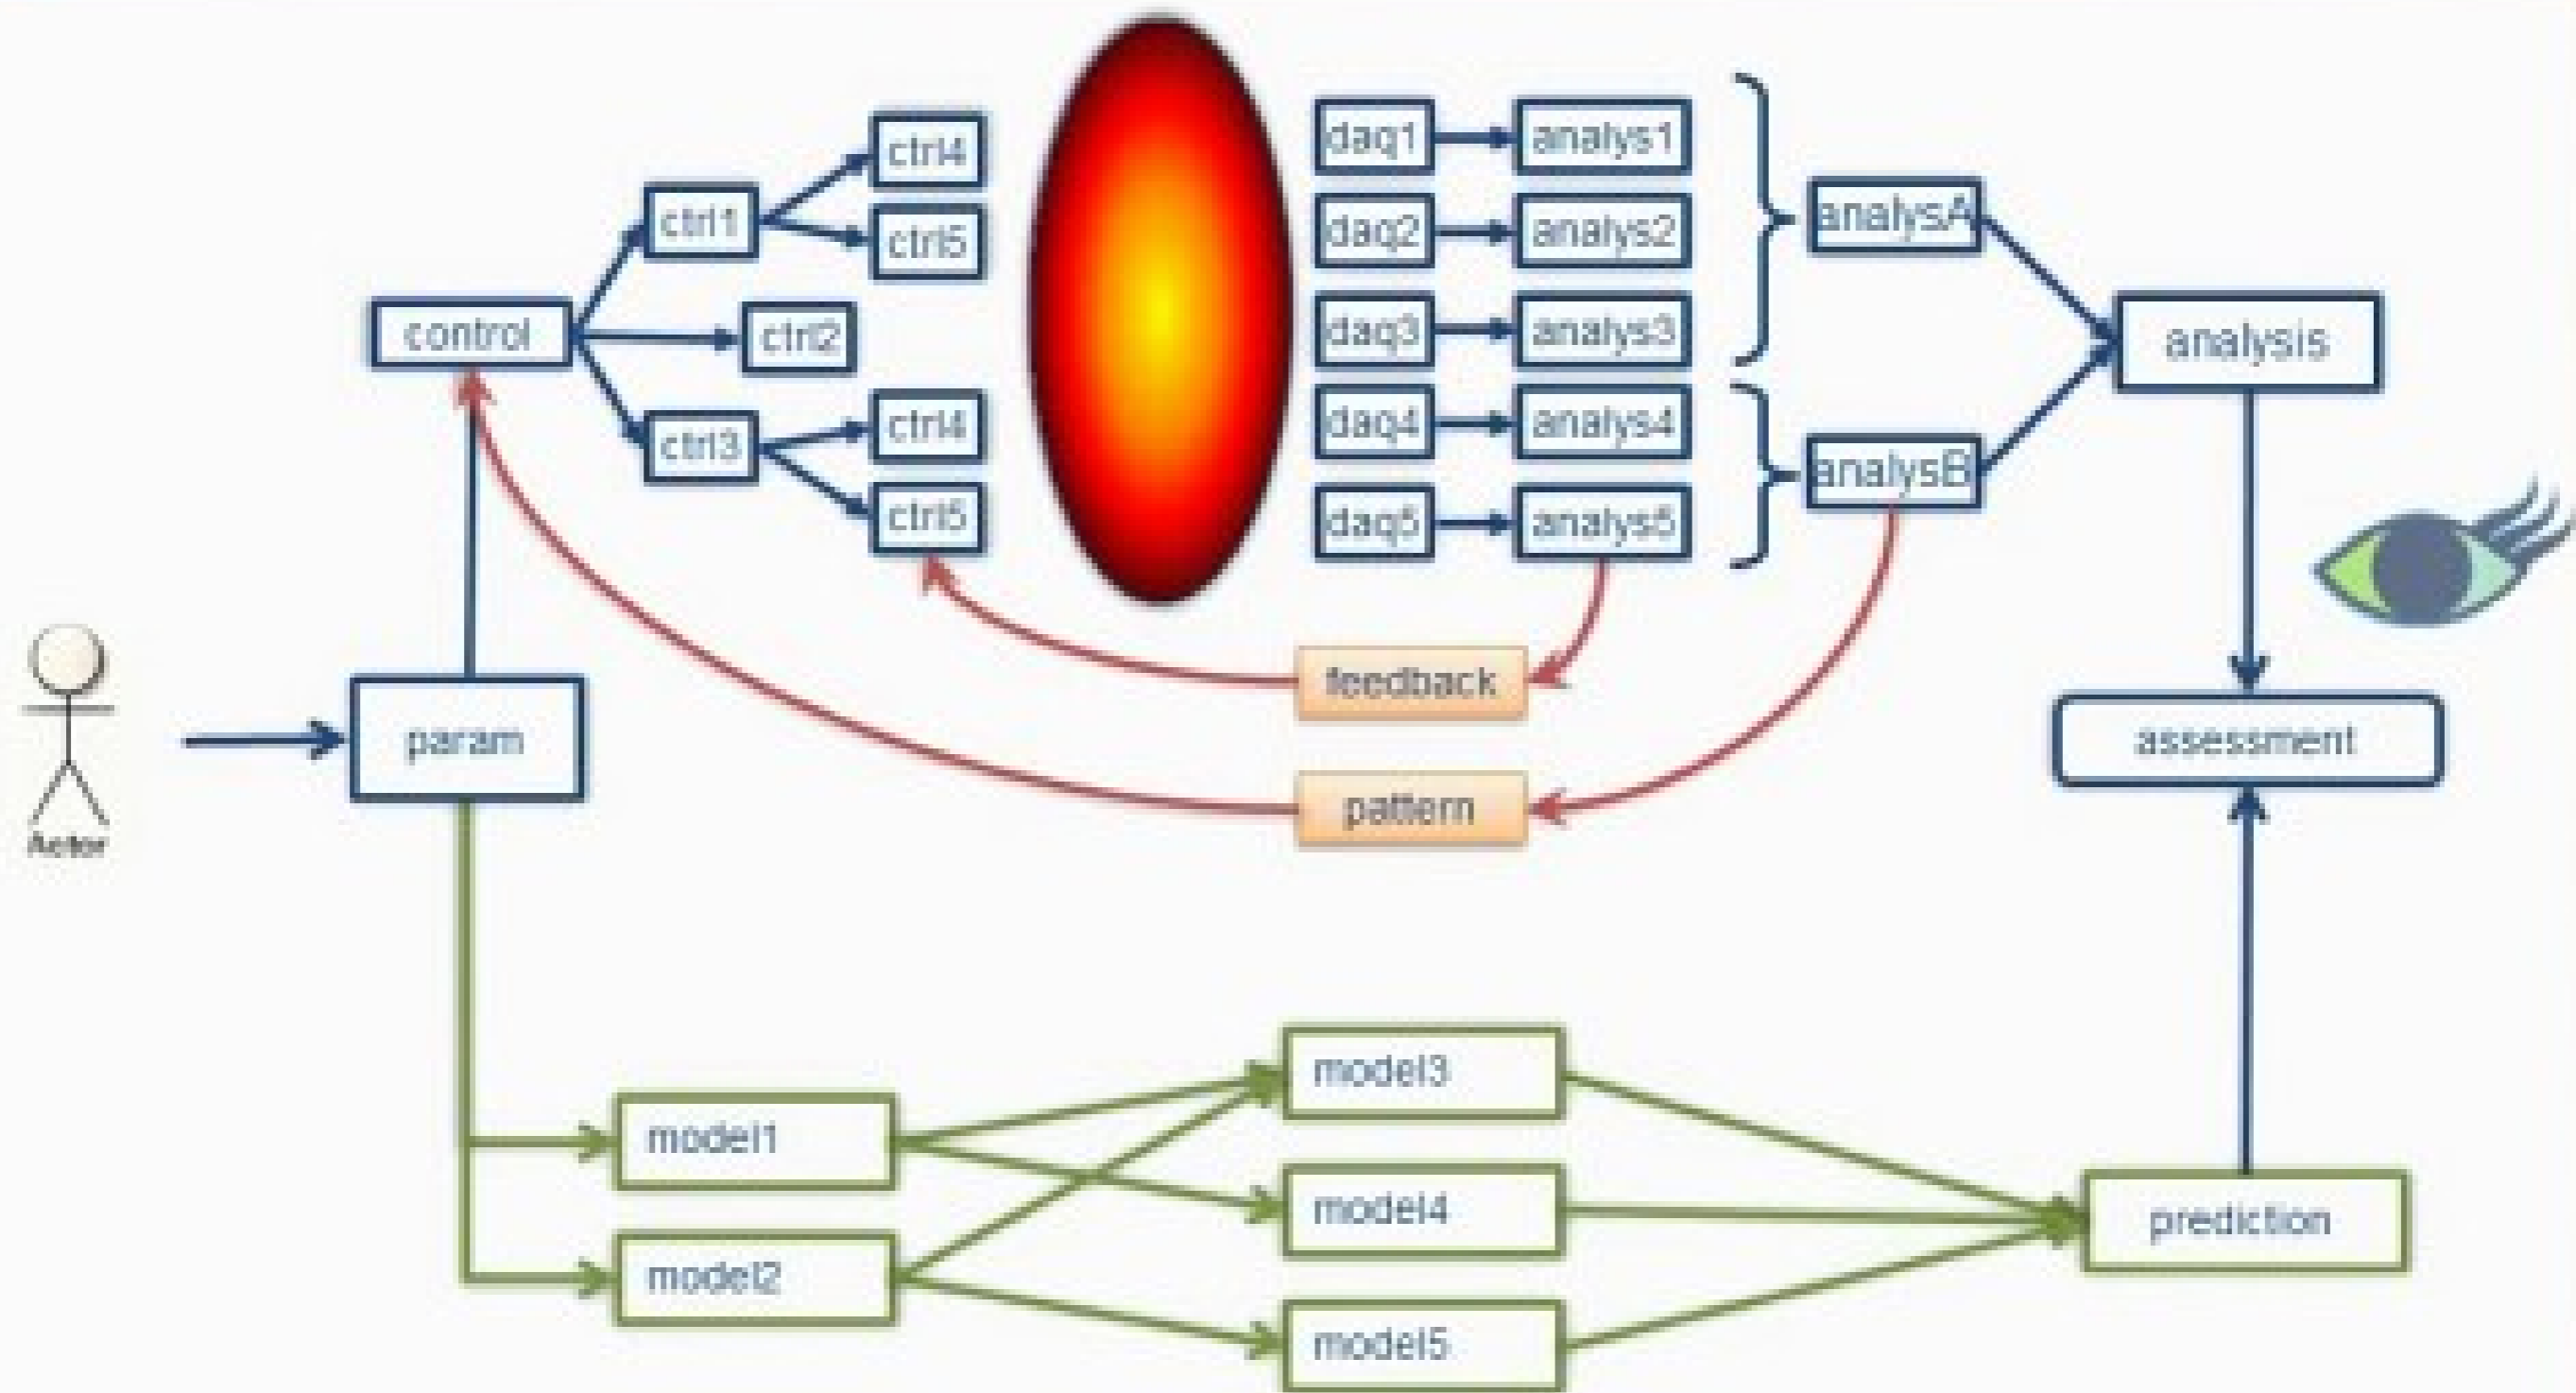 ctrl4
daq1
analys1
ctrl1
ctrl5
daq2
analys2
analysA
control
ctrl2
daq3
analys3
analysis
ctrl3
ctrl4
daq4
analys4
analysB
ctrl5
daq5
analys5
feedback
param
assessment
pattern
Actor
model3
model1
model4
prediction
model2
model5